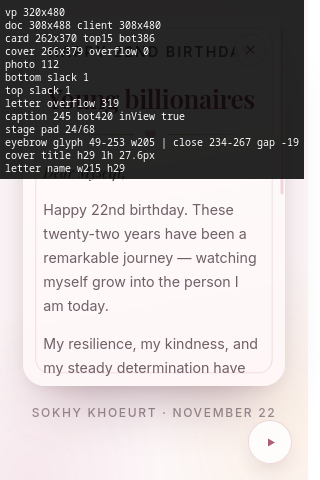 vp 320x480
doc 308x488 client 308x480
card 262x370 top15 bot386
cover 266x379 overflow 0
photo 112
bottom slack 1
top slack 1
letter overflow 319
caption 245 bot420 inView true
stage pad 24/68
eyebrow glyph 49-253 w205 | close 234-267 gap -19
cover title h29 lh 27.6px
letter name w215 h29
Young billionaires
Happy 22nd birthday. These
twenty-two years have been a
remarkable journey — watching
myself grow into the person I
am today.
My resilience, my kindness, and
my steady determination have
SOKHY KHOEURT · NOVEMBER 22